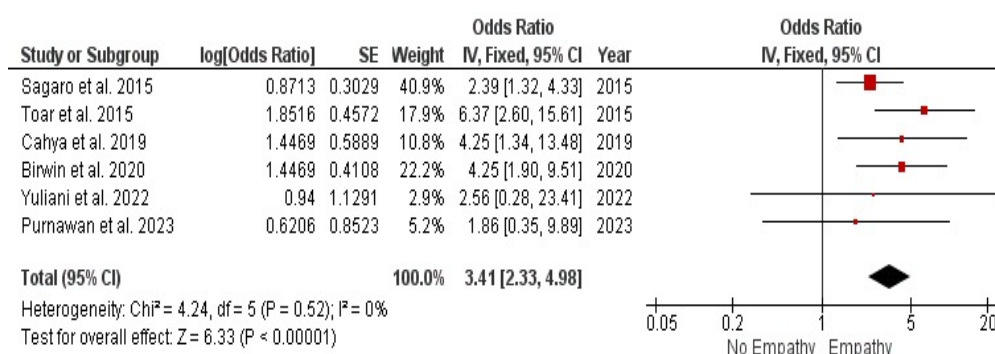 Odds Ratio Odds Ratio
Study or Subgroup log[Odds Ratio] SE Weight IV, Fixed, 95% CI Year IV, Fixed, 95% CI
Sagaro et al. 2015 0.8713 0.3029 40.9% 2.39 [1.32, 4.33] 2015
Toar et al. 2015 1.8516 0.4572 17.9% 6.37 [2.60, 15.61] 2015
Cahya et al. 2019 1.4469 0.5889 10.8% 4.25 [1.34, 13.48] 2019
Birwin et al. 2020 1.4469 0.4108 22.2% 4.25 [1.90, 9.51] 2020
Yuliani et al. 2022 0.94 1.1291 2.9% 2.56 [0.28, 23.41] 2022
Purnawan et al. 2023 0.6206 0.8523 5.2% 1.86 [0.35, 9.89] 2023
Total (95% CI) 100.0% 3.41 [2.33, 4.98]
Heterogeneity: Chi² = 4.24, df = 5 (P = 0.52); I² = 0%
Test for overall effect: Z = 6.33 (P < 0.00001)
0.05 0.2 1 5 20
No Empathy Empathy